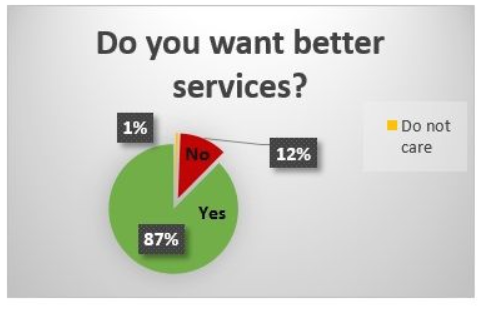 Do you want better
services?
1%
No
12%
Do not
care
Yes
87%